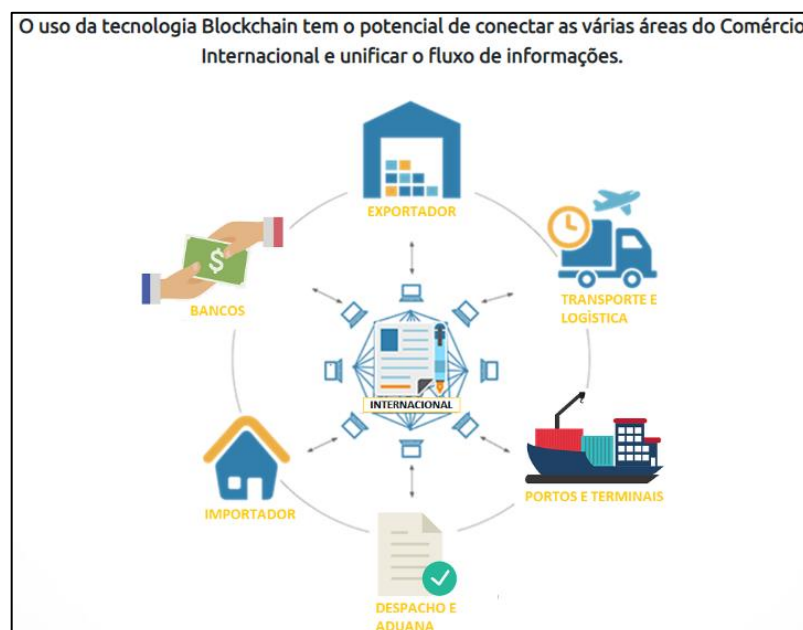 O uso da tecnologia Blockchain tem o potencial de conectar as várias áreas do Comércio
Internacional e unificar o fluxo de informações.
EXPORTADOR
TRANSPORTE E
LOGÍSTICA
BANCOS
INTERNACIONAL
PORTOS E TERMINAIS
IMPORTADOR
DESPACHO E
ADUANA